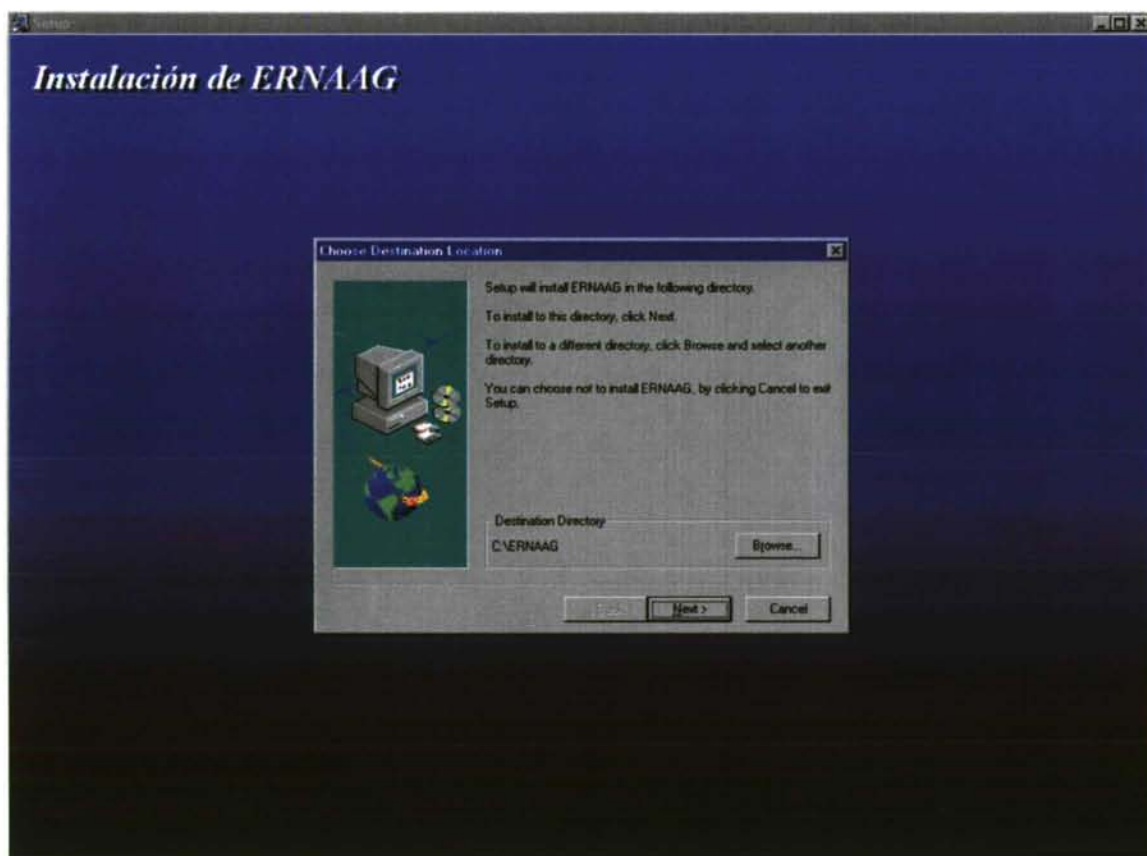 Setup
Instalación de ERNAAG
Choose Destination Location
Setup will install ERNAAG in the following directory.
To install to this directory, click Next.
To install to a different directory, click Browse and select another
directory.
You can choose not to install ERNAAG, by clicking Cancel to exit
Setup.
Destination Directory
C:\ERNAAG
Browse...
Next >
Cancel